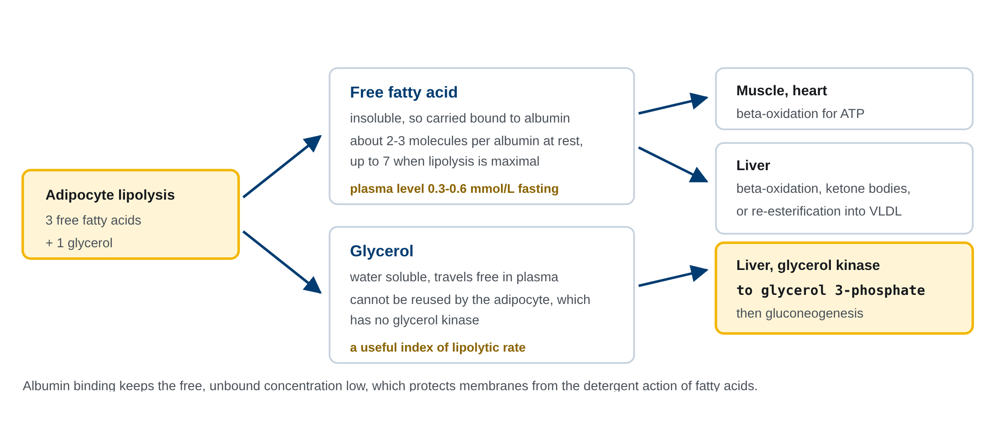 Adipocyte lipolysis
3 free fatty acids
+ 1 glycerol
Free fatty acid
insoluble, so carried bound to albumin
about 2-3 molecules per albumin at rest,
up to 7 when lipolysis is maximal
plasma level 0.3-0.6 mmol/L fasting
Glycerol
water soluble, travels free in plasma
cannot be reused by the adipocyte, which
has no glycerol kinase
a useful index of lipolytic rate
Muscle, heart
beta-oxidation for ATP
Liver
beta-oxidation, ketone bodies,
or re-esterification into VLDL
Liver, glycerol kinase
to glycerol 3-phosphate
then gluconeogenesis
Albumin binding keeps the free, unbound concentration low, which protects membranes from the detergent action of fatty acids.